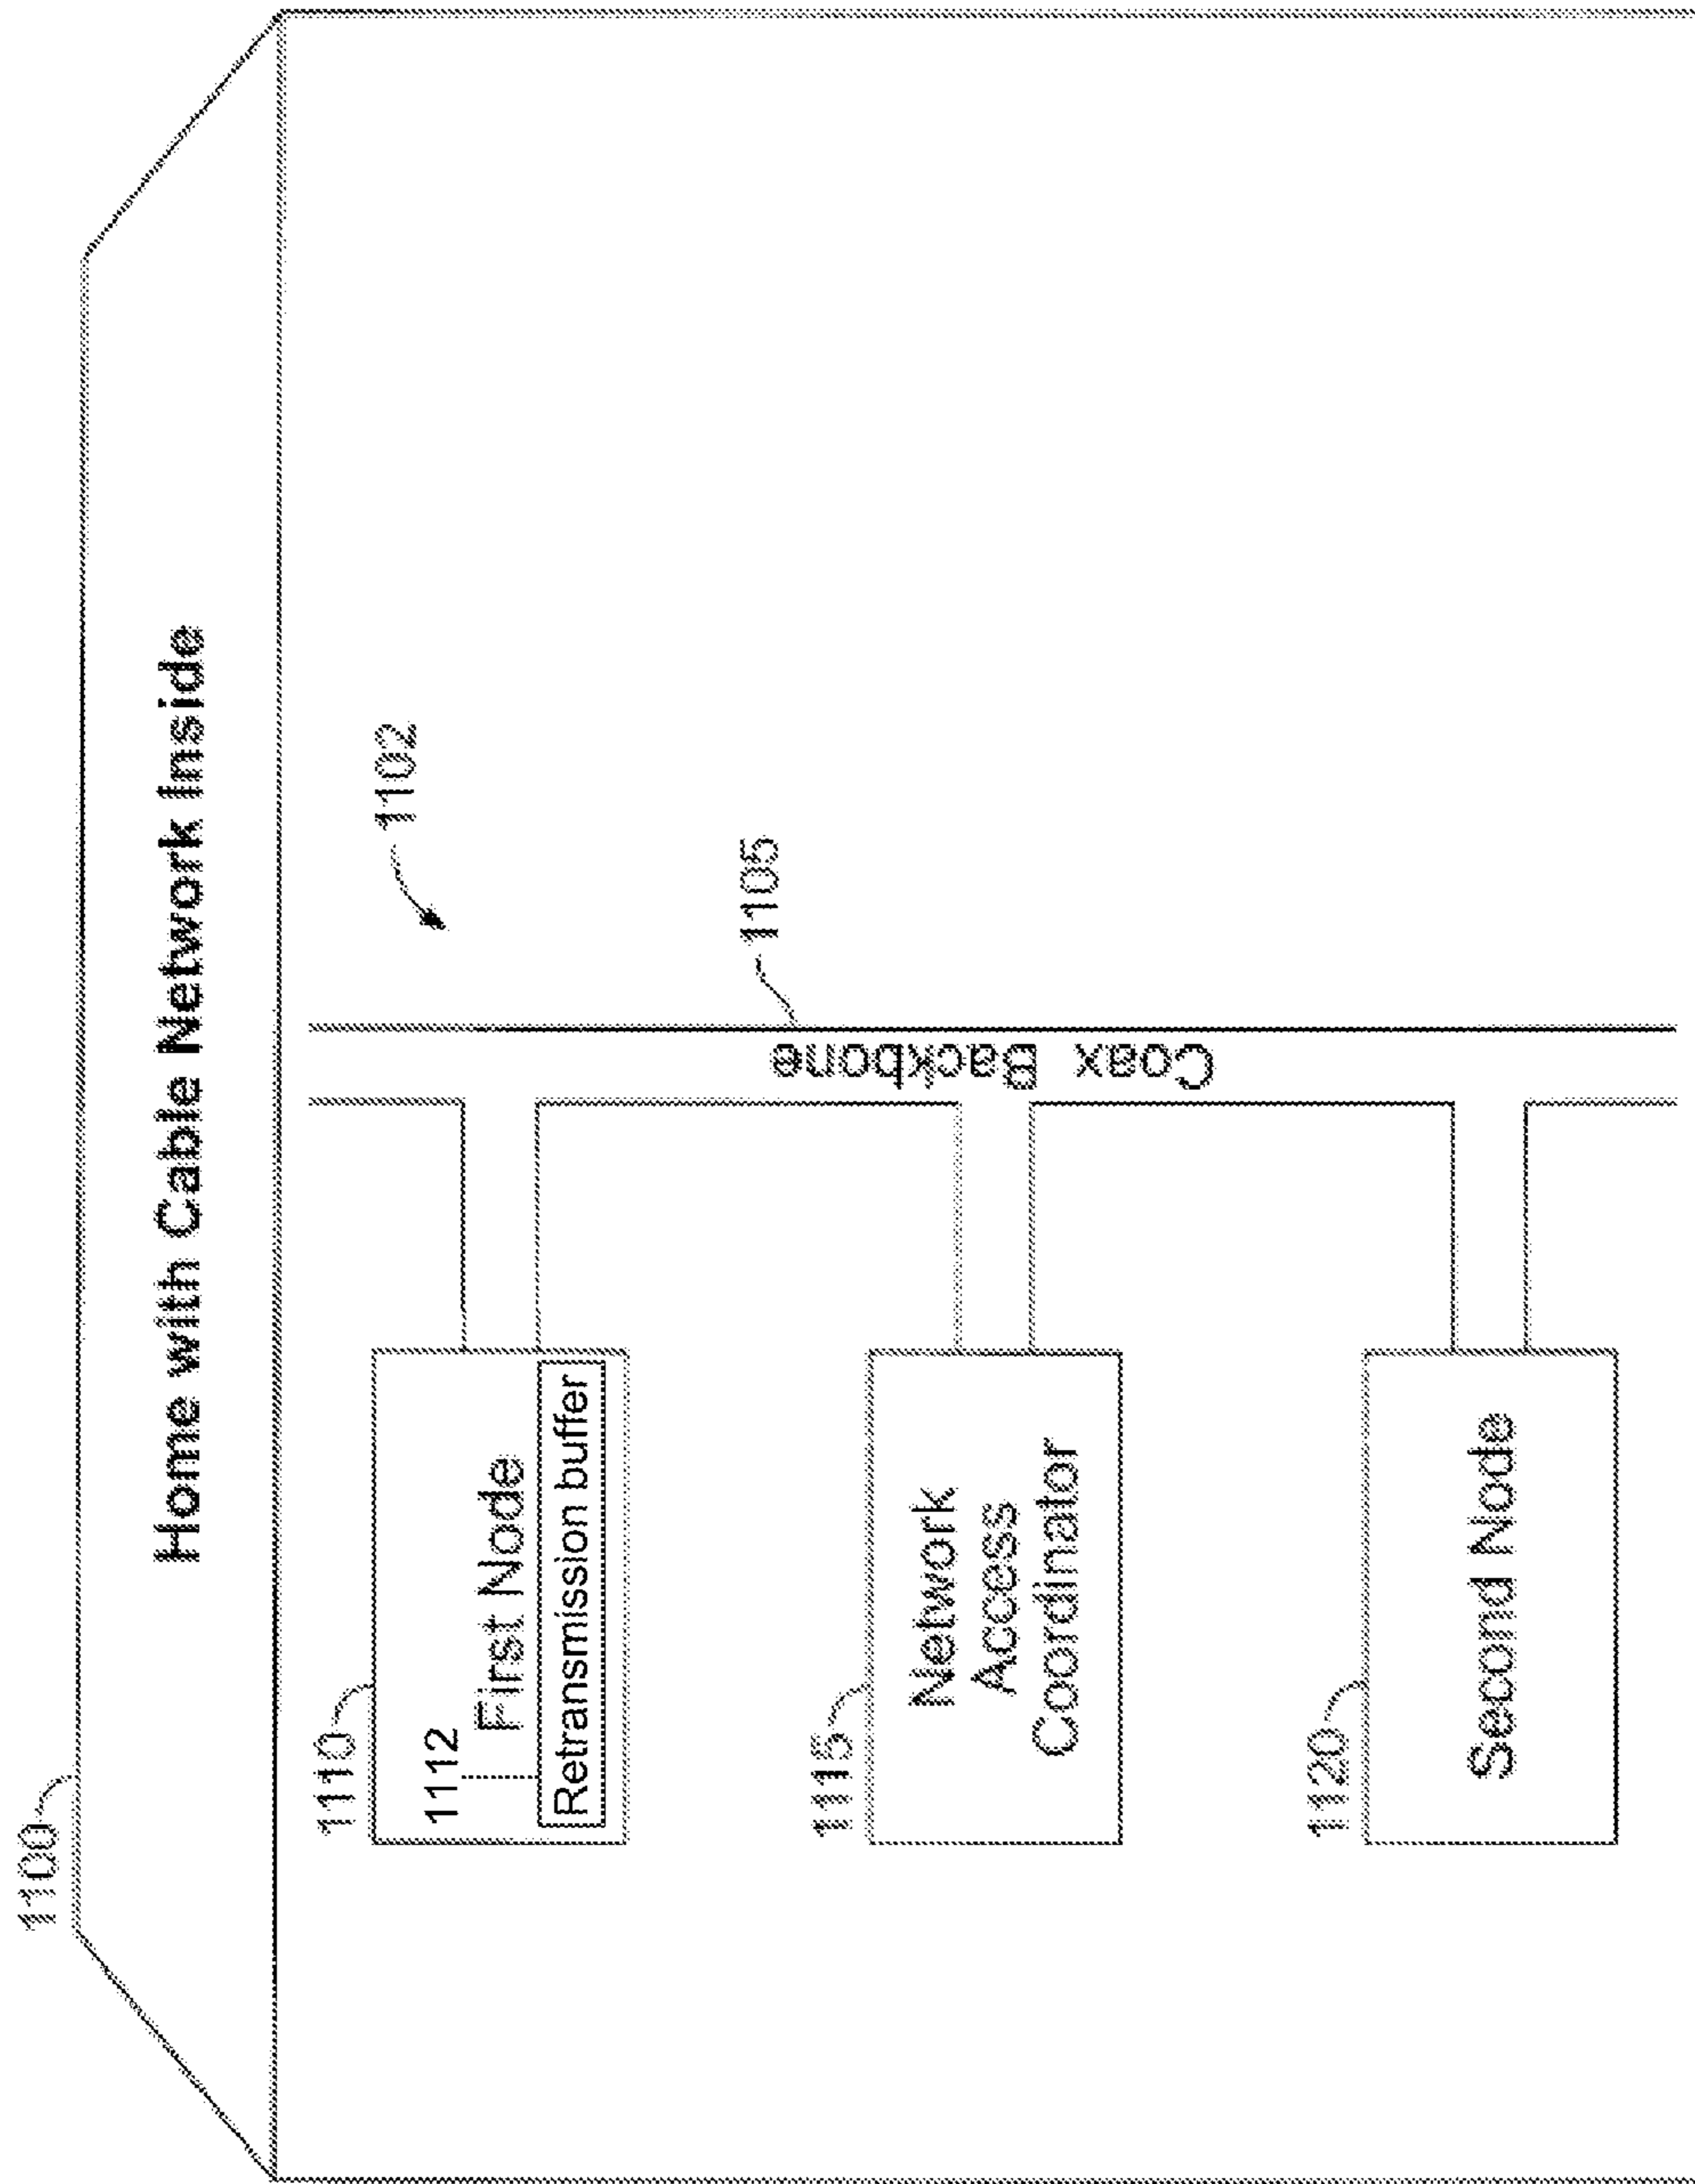 1100
Home with Cable Network Inside
1102
1110
1112
First Node
Retransmission buffer
Coax Backbone
1105
1115
Network
Access
Coordinator
1120
Second Node